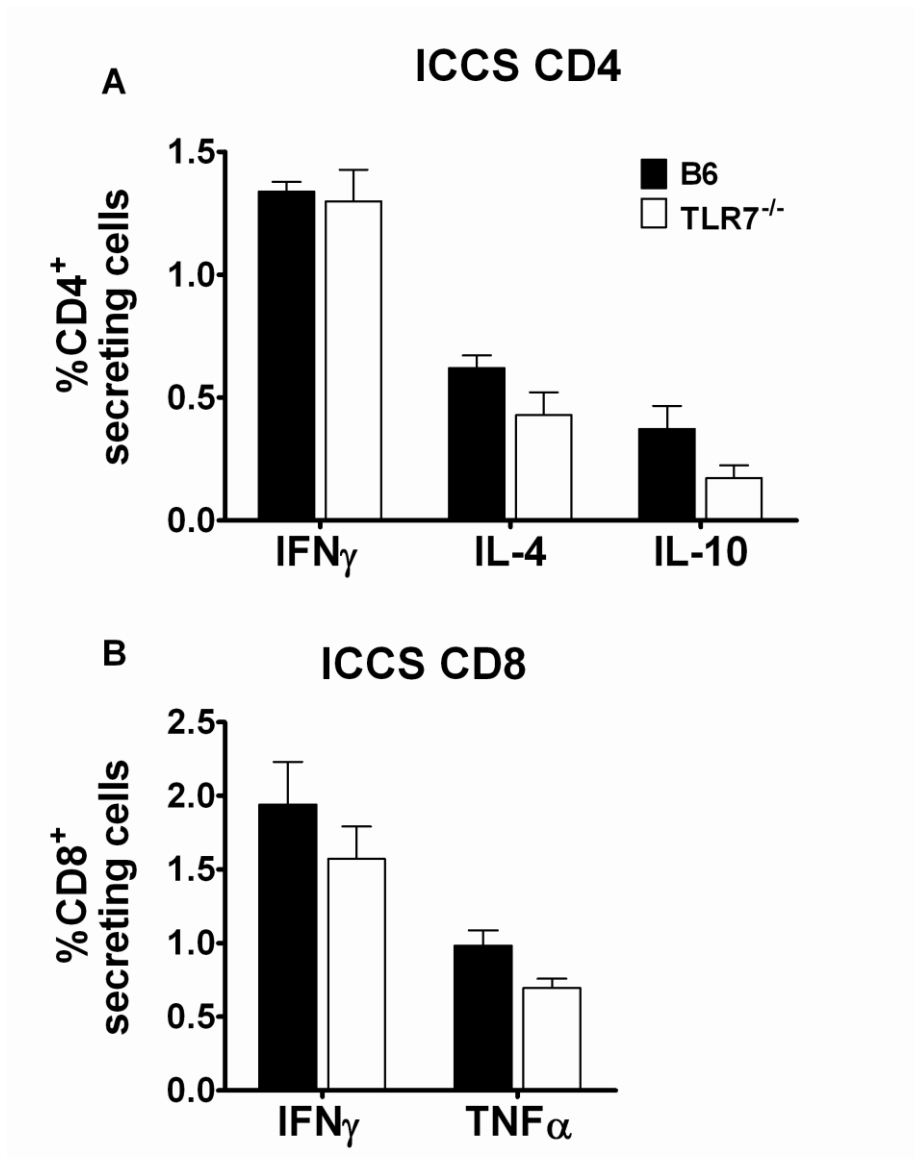 A
ICCS CD4
1.5
1.0
0.5
0.0
%CD4+
secreting cells
B6
TLR7-/-
IFNγ
IL-4
IL-10
B
ICCS CD8
2.5
2.0
1.5
1.0
0.5
0.0
%CD8+
secreting cells
IFNγ
TNFα